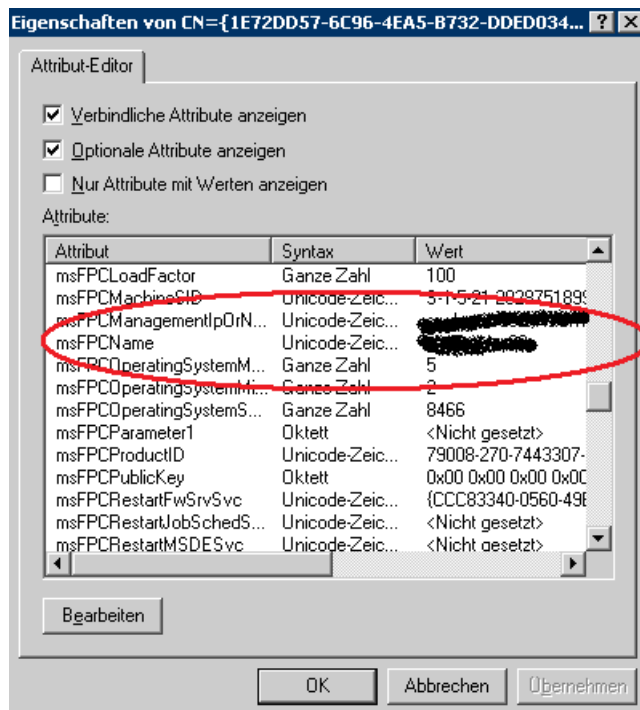 Eigenschaften von CN={1E72DD57-6C96-4EA5-B732-DDED034...
Attribut-Editor
Verbindliche Attribute anzeigen
Optionale Attribute anzeigen
Nur Attribute mit Werten anzeigen
Attribute:
Attribut Syntax Wert
msFPCLoadFactor Ganze Zahl 100
msFPCMachineSID Unicode-Zeic... S-1-5-21-2029751899
msFPCManagementIpOrN... Unicode-Zeic...
msFPCName Unicode-Zeic...
msFPCOperatingSystemM... Ganze Zahl 5
msFPCOperatingSystemMi... Ganze Zahl 2
msFPCOperatingSystemS... Ganze Zahl 8466
msFPCParameter1 Oktett <Nicht gesetzt>
msFPCProductID Unicode-Zeic... 79008-270-7443307-
msFPCPublicKey Oktett 0x00 0x00 0x00 0x00
msFPCRestartFwSrvSvc Unicode-Zeic... {CCC83340-0560-49E
msFPCRestartJobSchedS... Unicode-Zeic... <Nicht gesetzt>
msFPCRestartMSDESvc Unicode-Zeic... <Nicht gesetzt>
Bearbeiten
OK Abbrechen Übernehmen